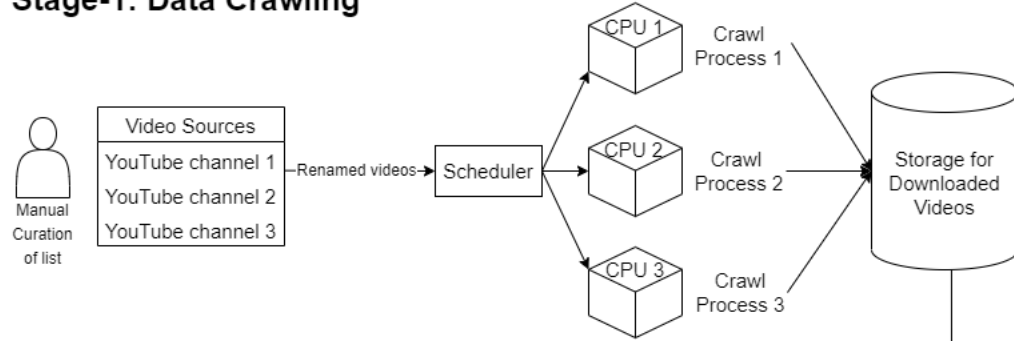 Stage-1: Data Crawling
Manual
Curation
of list
Video Sources
YouTube channel 1
YouTube channel 2
YouTube channel 3
Renamed videos
Scheduler
CPU 1
Crawl
Process 1
CPU 2
Crawl
Process 2
CPU 3
Crawl
Process 3
Storage for
Downloaded
Videos